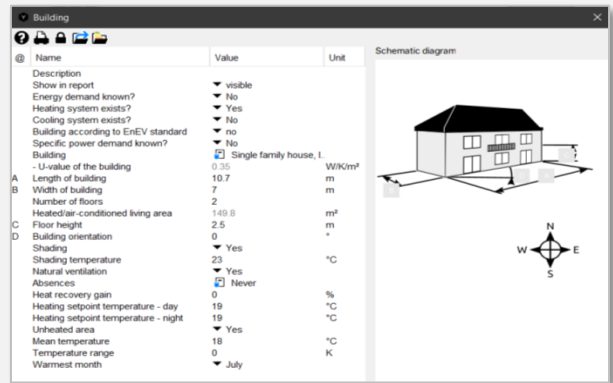 Building
@ Name Value Unit
Schematic diagram
Description
Show in report visible
Energy demand known? No
Heating system exists? Yes
Cooling system exists? No
Building according to EnEV standard no
Specific power demand known? No
Building Single family house, l..
- U-value of the building 0.35 W/K/m²
A Length of building 10.7 m
B Width of building 7 m
Number of floors 2
Heated/air-conditioned living area 149.8 m²
C Floor height 2.5 m
D Building orientation 0 °
Shading Yes
Shading temperature 23 °C
Natural ventilation Yes
Absences Never
Heat recovery gain 0 %
Heating setpoint temperature - day 19 °C
Heating setpoint temperature - night 19 °C
Unheated area Yes
Mean temperature 18 °C
Temperature range 0 K
Warmest month July
N
W E
S